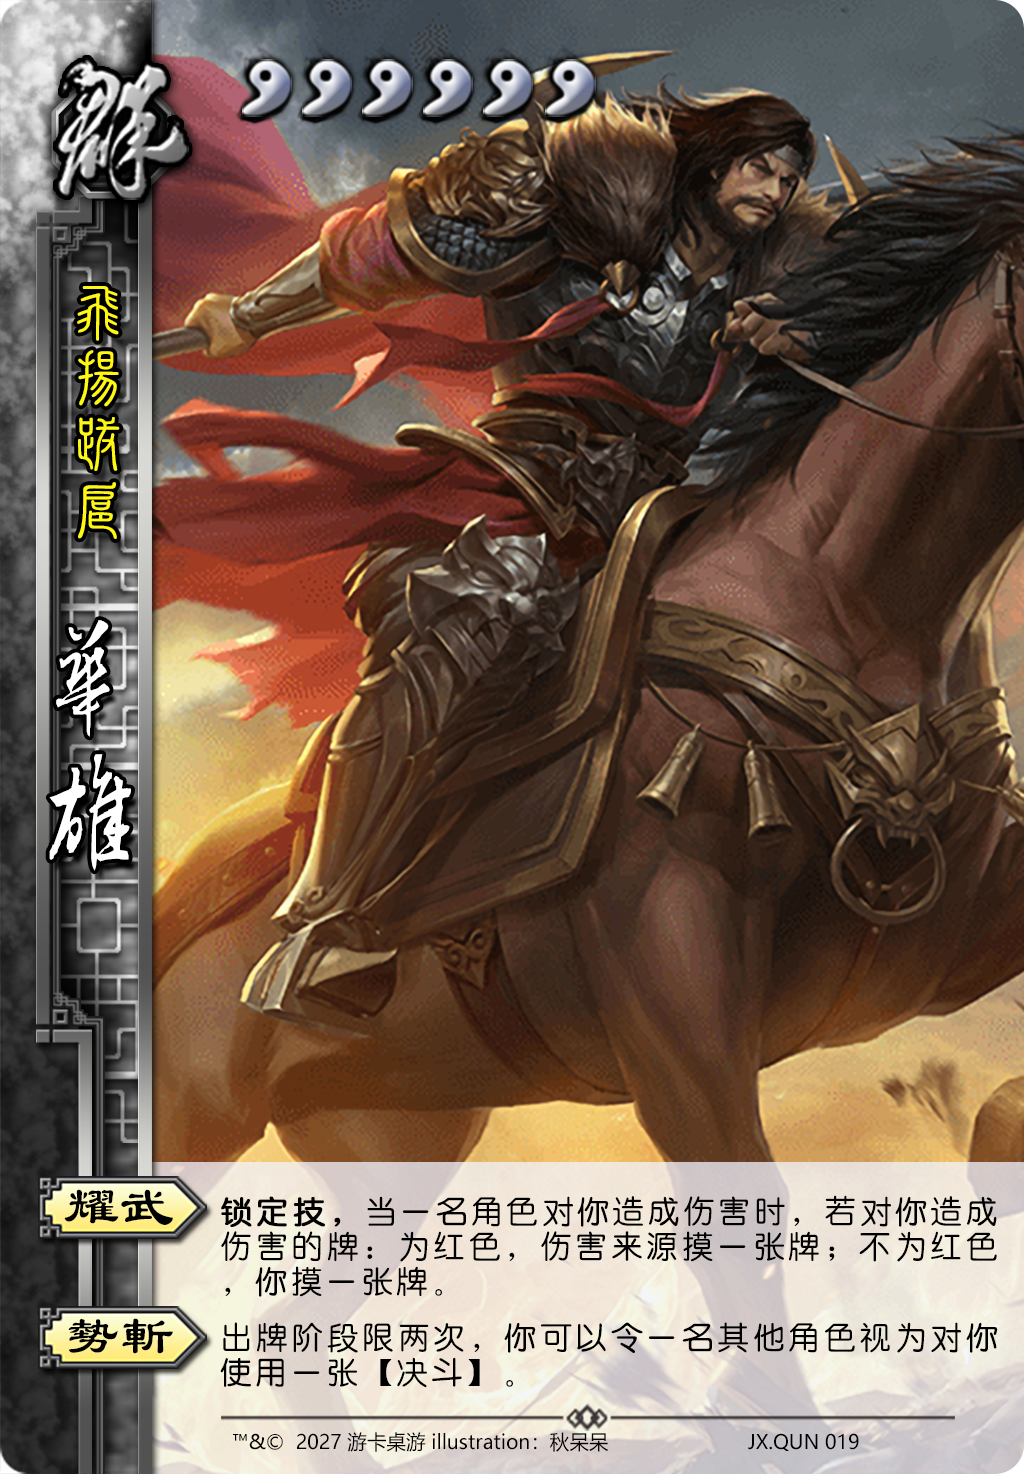 群
飛揚跋扈
華雄
耀武
锁定技，当一名角色对你造成伤害时，若对你造成
伤害的牌：为红色，伤害来源摸一张牌；不为红色
，你摸一张牌。
勢斬
出牌阶段限两次，你可以令一名其他角色视为对你
使用一张【决斗】。
™&© 2027 游卡桌游 illustration：秋呆呆
JX.QUN 019